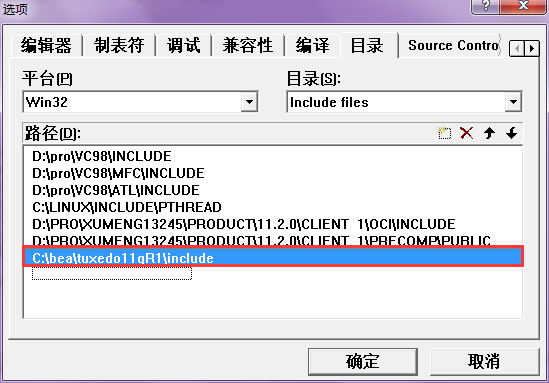 选项
编辑器 制表符 调试 兼容性 编译 目录 Source Contro
平台(P) 目录(S):
Win32 Include files
路径(D):
D:\pro\VC98\INCLUDE
D:\pro\VC98\MFC\INCLUDE
D:\pro\VC98\ATL\INCLUDE
C:\LINUX\INCLUDE\PTHREAD
D:\PRO\XUMENG13245\PRODUCT\11.2.0\CLIENT_1\OCI\INCLUDE
D:\PRO\XUMENG13245\PRODUCT\11.2.0\CLIENT_1\PRECOMP\PUBLIC
C:\bea\tuxedo11gR1\include
确定 取消